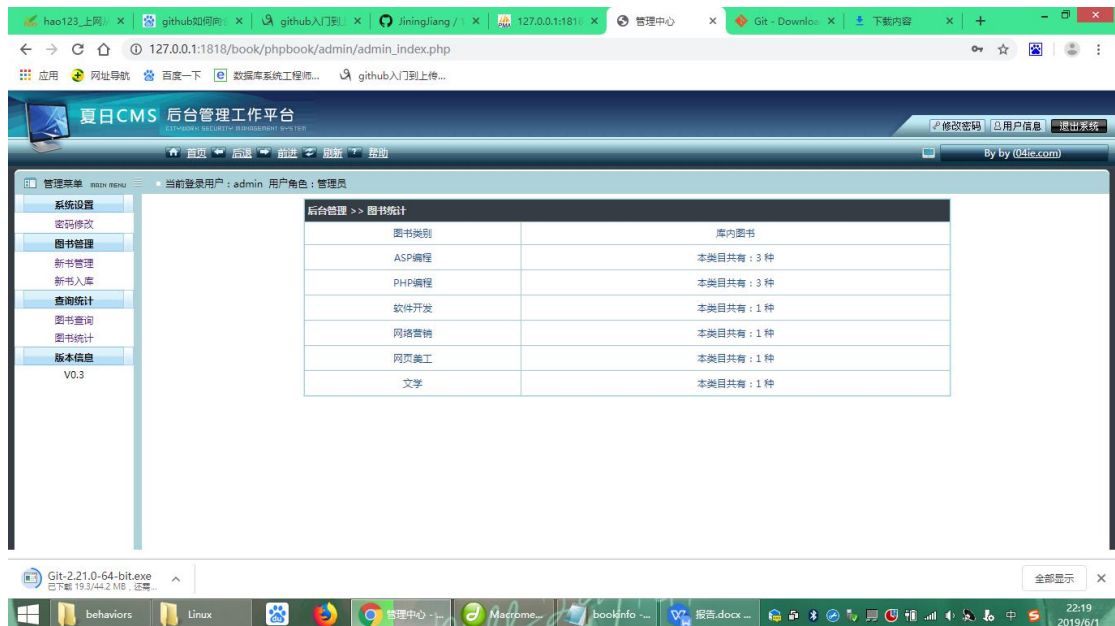 hao123_上网 github如何向 github入门到 JiningJiang / 127.0.0.1:1818 管理中心 Git - Downloa 下载内容
127.0.0.1:1818/book/phpbook/admin/admin_index.php
应用 网址导航 百度一下 数据库系统工程师... github入门到上传...
夏日CMS 后台管理工作平台
修改密码 用户信息 退出系统
首页 后退 前进 刷新 帮助 By by (04ie.com)
管理菜单 MAIN MENU 当前登录用户：admin 用户角色：管理员
系统设置
密码修改
图书管理
新书管理
新书入库
查询统计
图书查询
图书统计
版本信息
V0.3
后台管理 >> 图书统计
图书类别 库内图书
ASP编程 本类目共有：3 种
PHP编程 本类目共有：3 种
软件开发 本类目共有：1 种
网络营销 本类目共有：1 种
网页美工 本类目共有：1 种
文学 本类目共有：1 种
Git-2.21.0-64-bit.exe
已下载 19.3/44.2 MB，还需...
全部显示
behaviors Linux 管理中心 -... Macrome... bookinfo -... 报告.docx ... 中 22:19
2019/6/1